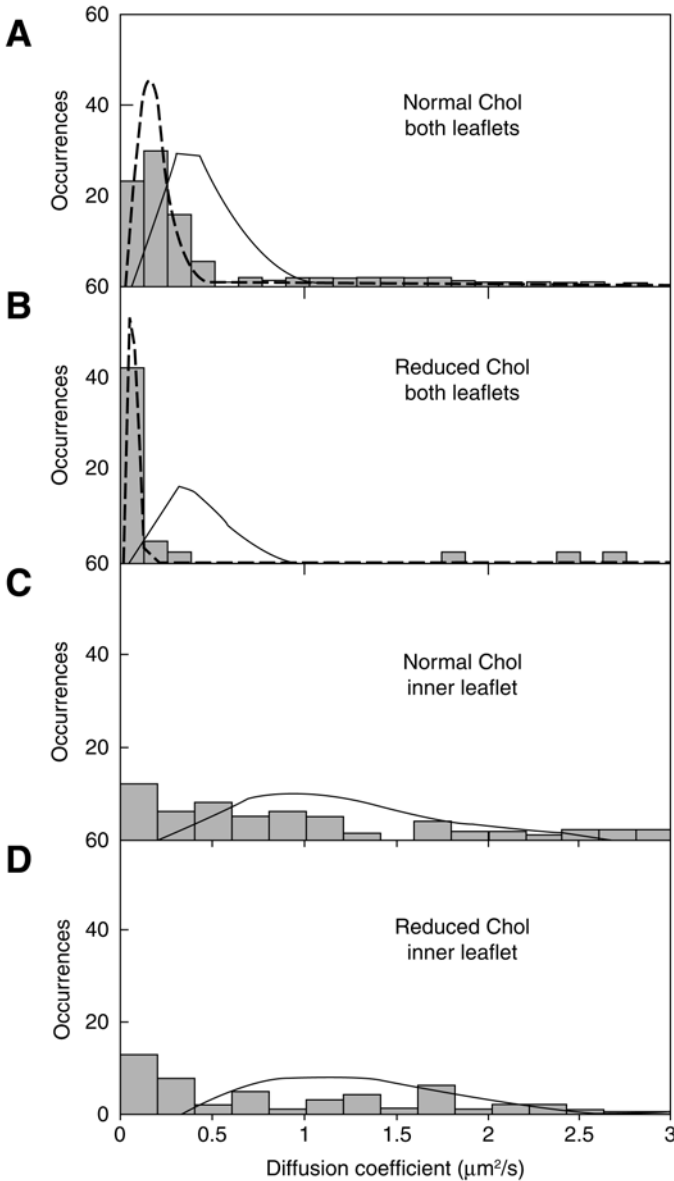 A
60
40
20
60
Occurrences
Normal Chol
both leaflets
B
40
20
60
Occurrences
Reduced Chol
both leaflets
C
40
20
60
Occurrences
Normal Chol
inner leaflet
D
40
20
0
Occurrences
Reduced Chol
inner leaflet
0 0.5 1 1.5 2 2.5 3
Diffusion coefficient (μm²/s)